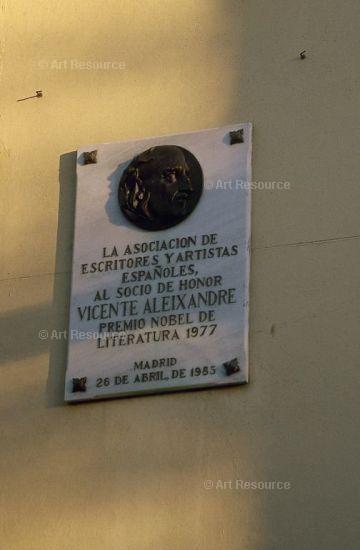 © Art Resource
© Art Resource
LA ASOCIACION DE
ESCRITORES Y ARTISTAS
ESPAÑOLES,
AL SOCIO DE HONOR
VICENTE ALEIXANDRE
PREMIO NOBEL DE
LITERATURA 1977
MADRID
26 DE ABRIL, DE 1985
© Art Resource
© Art Resource